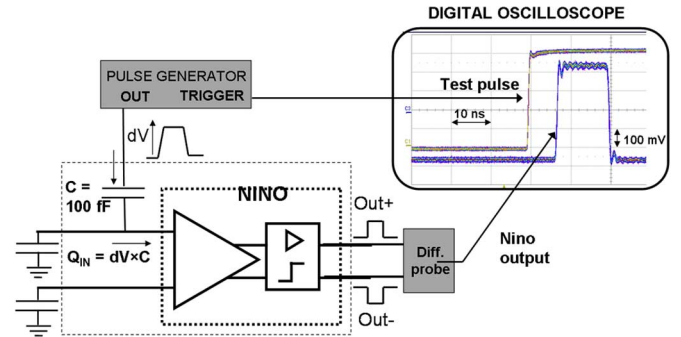 DIGITAL OSCILLOSCOPE
PULSE GENERATOR
OUT TRIGGER
Test pulse
10 ns
100 mV
dV
C =
100 fF
NINO
Out+
QIN = dV×C
Diff.
probe
Nino
output
Out-